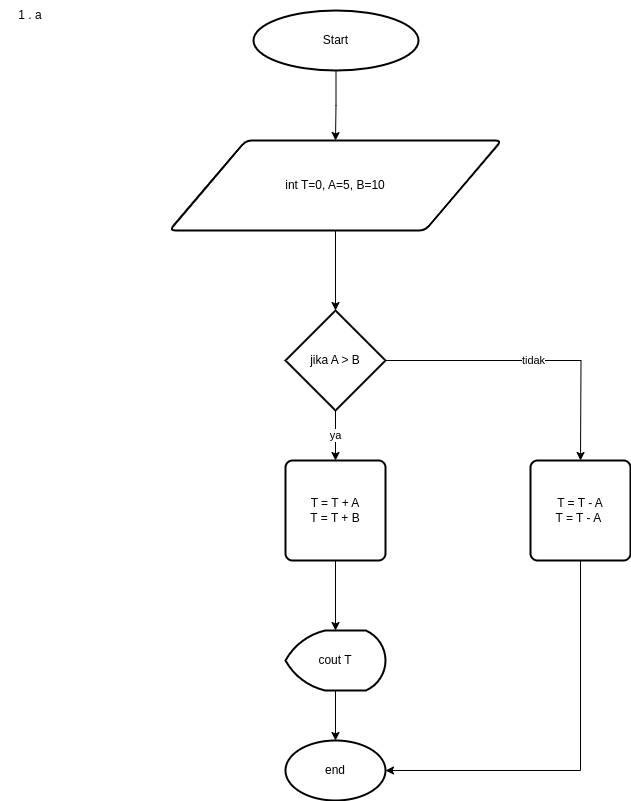 1 . a
Start
int T=0, A=5, B=10
jika A > B
tidak
ya
T = T + A
T = T + B
T = T - A
T = T - A
cout T
end